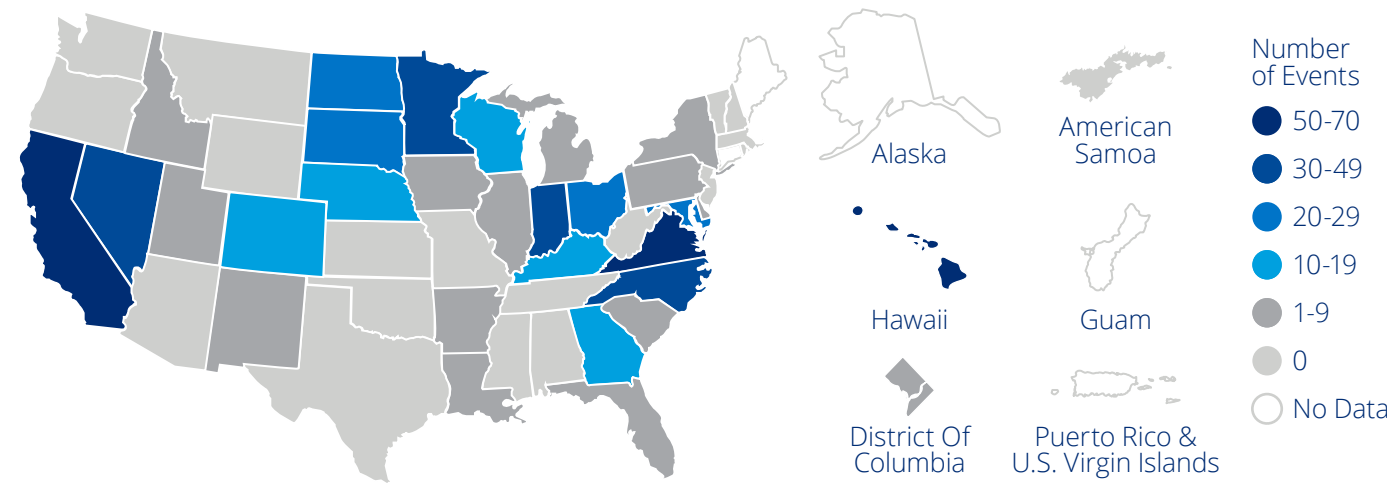 Alaska
American
Samoa
Hawaii
Guam
District Of
Columbia
Puerto Rico &
U.S. Virgin Islands
Number
of Events
50-70
30-49
20-29
10-19
1-9
0
No Data